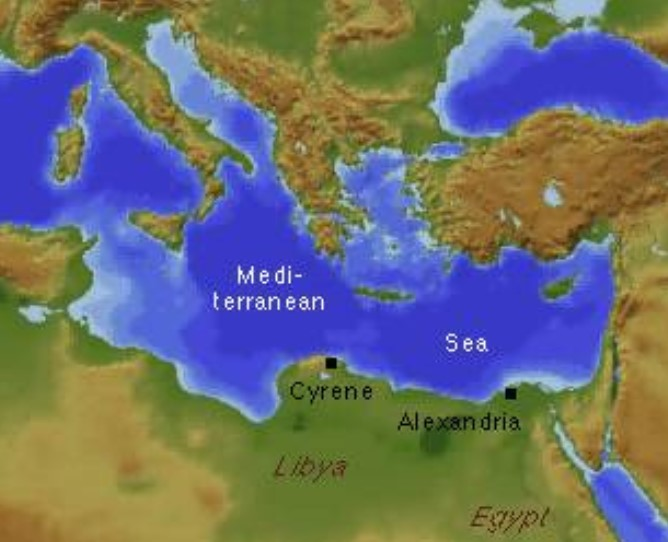 Medi-
terranean
Sea
Cyrene
Alexandria
Libya
Egypt